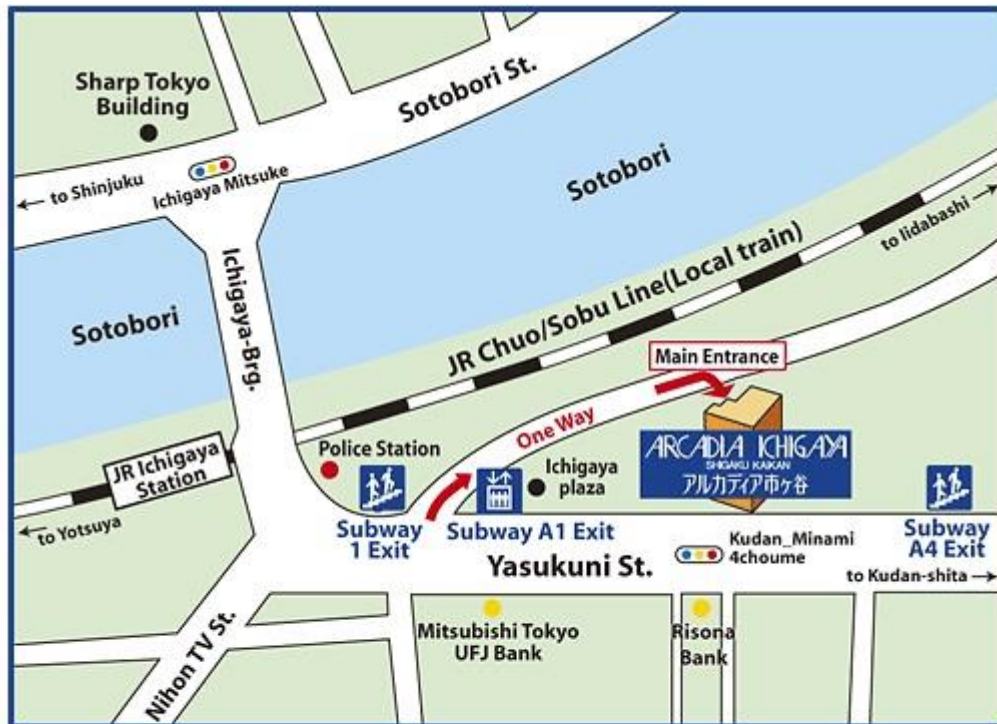 Sharp Tokyo
Building
Sotobori St.
← to Shinjuku
Ichigaya Mitsuke
Sotobori
to Iidabashi →
Ichigaya-Brg.
Sotobori
JR Chuo/Sobu Line(Local train)
Main Entrance
One Way
Police Station
JR Ichigaya
Station
← to Yotsuya
Ichigaya
plaza
ARCADIA ICHIGAYA
SHIGAKU KAIKAN
アルカディア市ヶ谷
Subway
1 Exit
Subway A1 Exit
Subway
A4 Exit
Kudan_Minami
4choume
Yasukuni St.
to Kudan-shita →
Nihon TV St.
Mitsubishi Tokyo
UFJ Bank
Risona
Bank